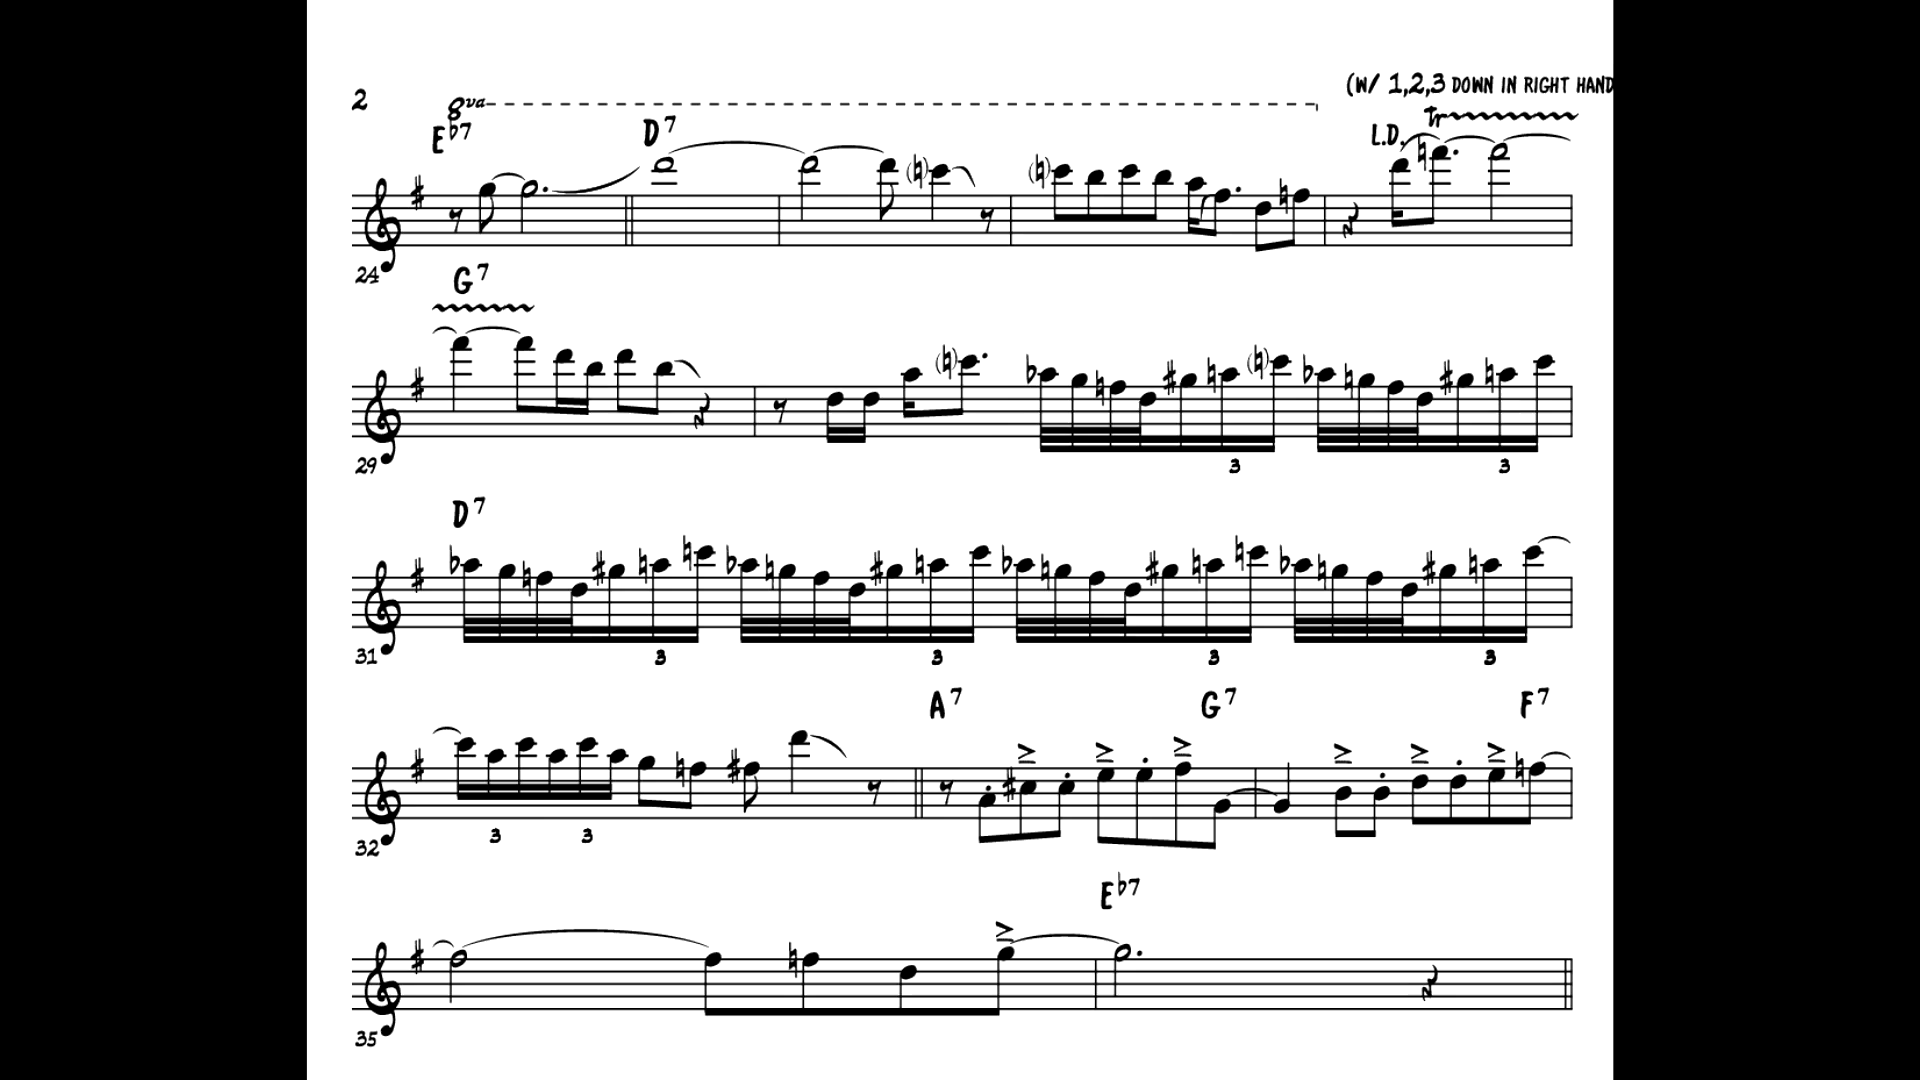 (W/ 1,2,3 DOWN IN RIGHT HAND
2 8va
E♭7 D7 L.D. tr
24
G7
29
3 3
D7
31
3 3 3 3
A7 G7 F7
32
3 3
E♭7
35